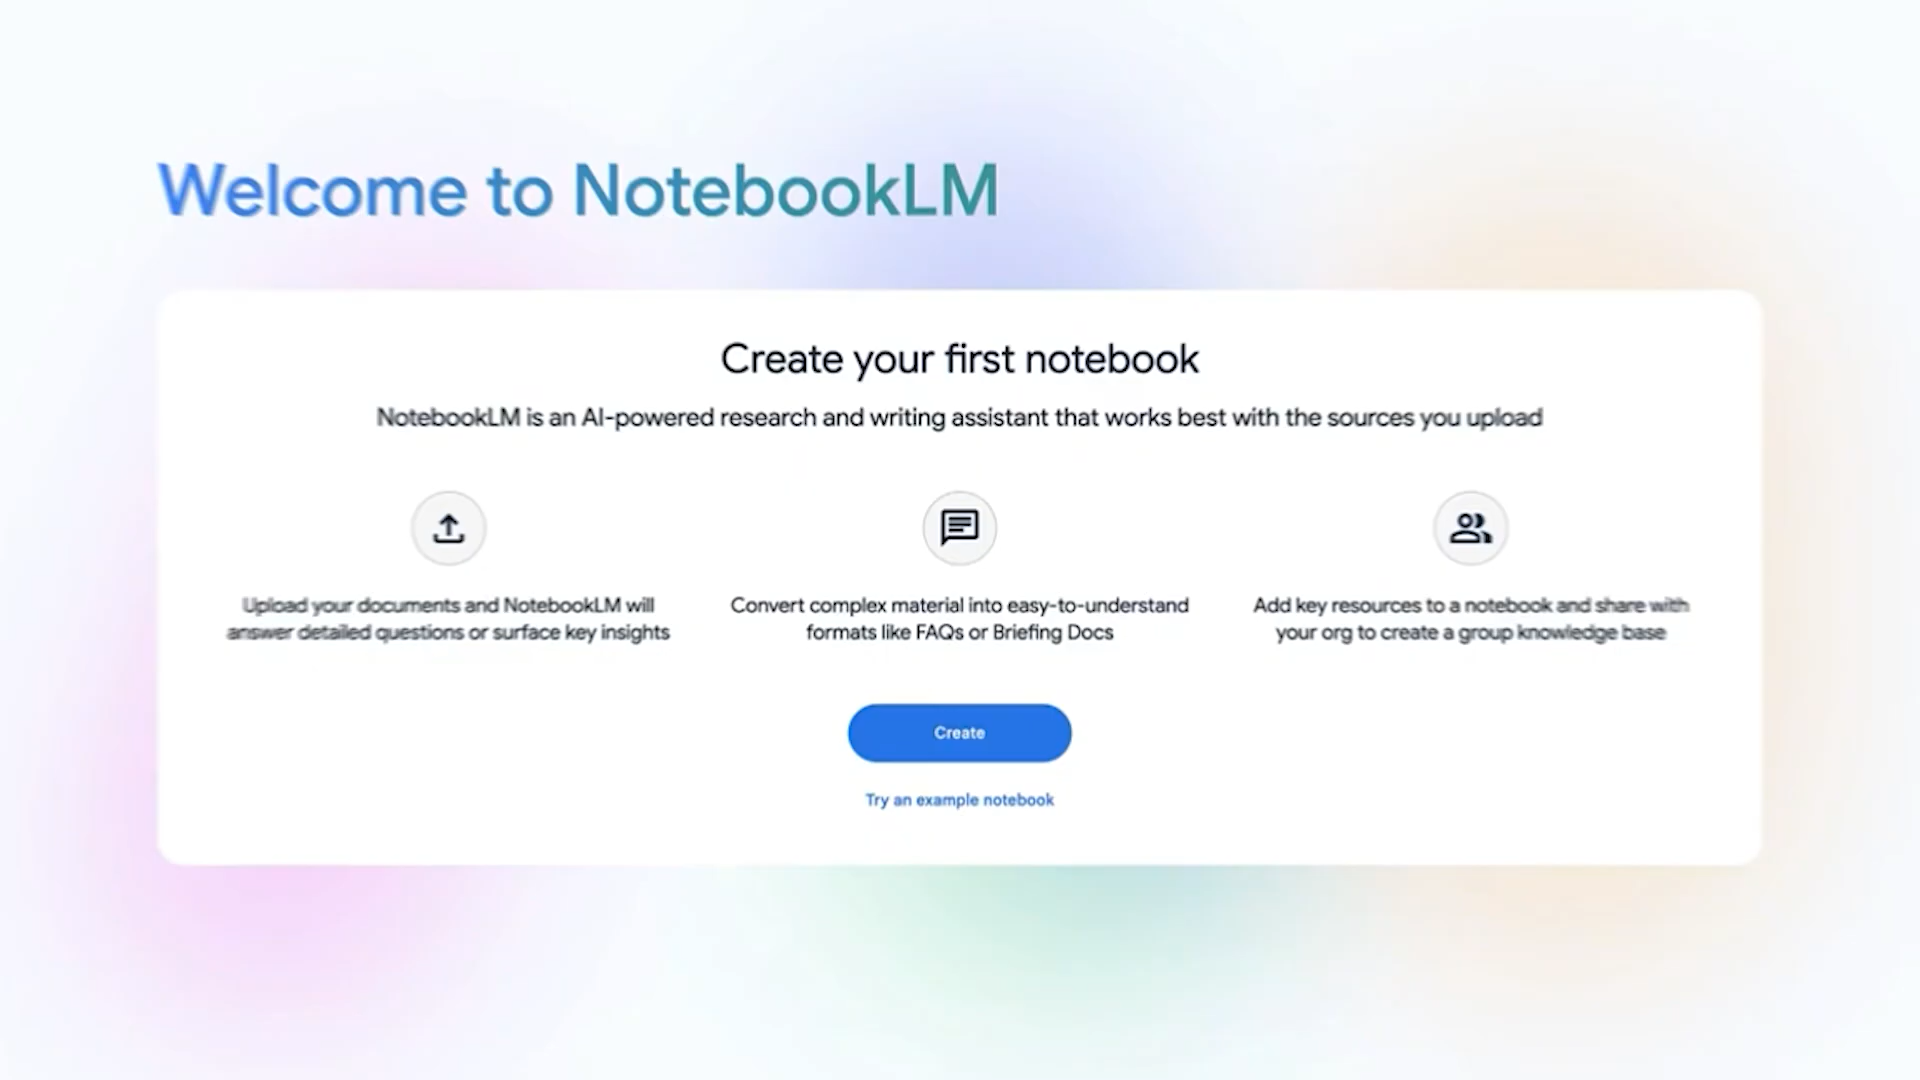 Welcome to NotebookLM
Create your first notebook
NotebookLM is an AI-powered research and writing assistant that works best with the sources you upload
Upload your documents and NotebookLM will
answer detailed questions or surface key insights
Convert complex material into easy-to-understand
formats like FAQs or Briefing Docs
Add key resources to a notebook and share with
your org to create a group knowledge base
Create
Try an example notebook